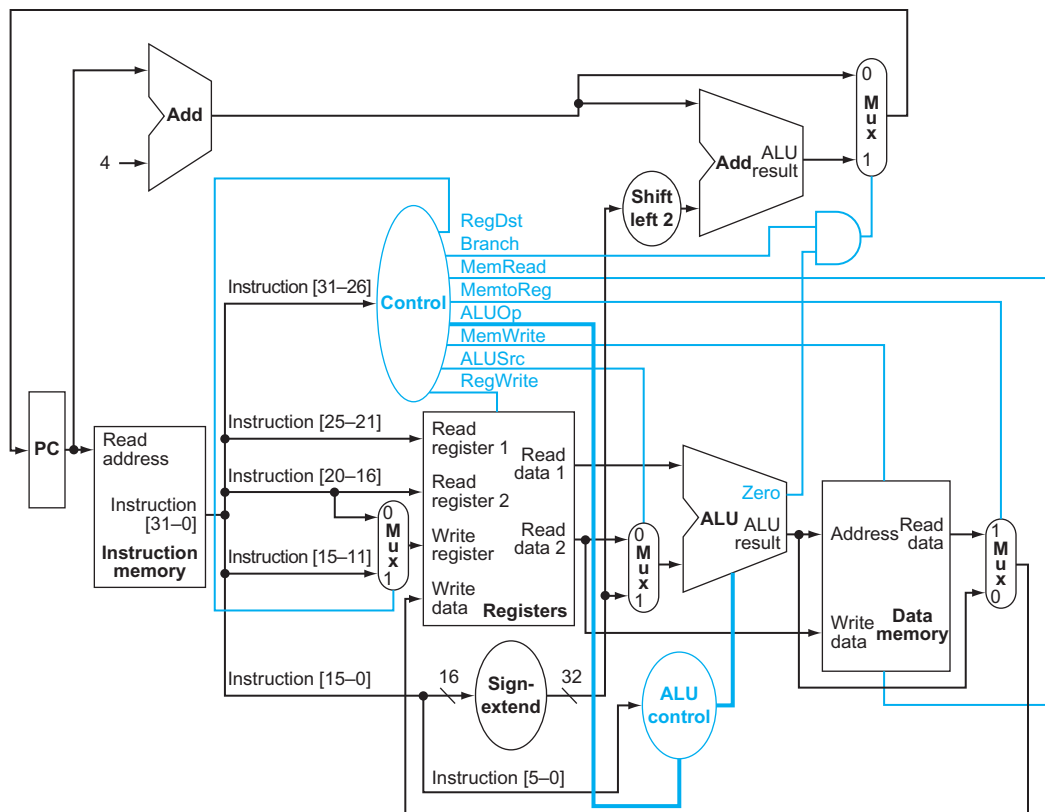 Add
4
0
M
u
x
1
Add
ALU
result
Shift
left 2
RegDst
Branch
MemRead
MemtoReg
ALUOp
MemWrite
ALUSrc
RegWrite
Control
Instruction [31–26]
Instruction [25–21]
Instruction [20–16]
Instruction [15–11]
Instruction [15–0]
Instruction [5–0]
PC
Read
address
Instruction
[31–0]
Instruction
memory
0
M
u
x
1
Read
register 1
Read
register 2
Write
register
Write
data
Read
data 1
Read
data 2
Registers
0
M
u
x
1
Zero
ALU
ALU
result
Address
Read
data
Write
data
Data
memory
1
M
u
x
0
16
Sign-
extend
32
ALU
control